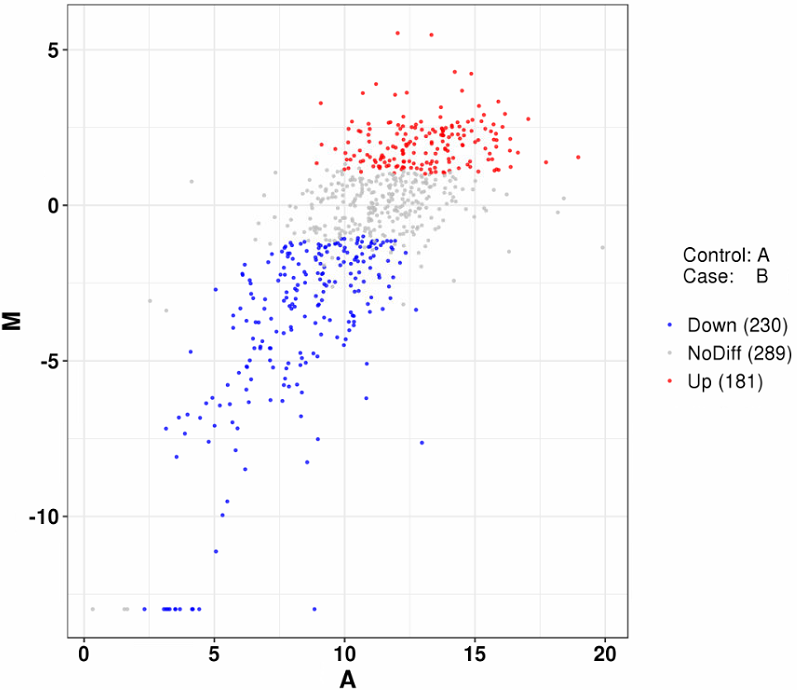 5
0
-5
-10
M
0 5 10 15 20
A
Control: A
Case: B
Down (230)
NoDiff (289)
Up (181)